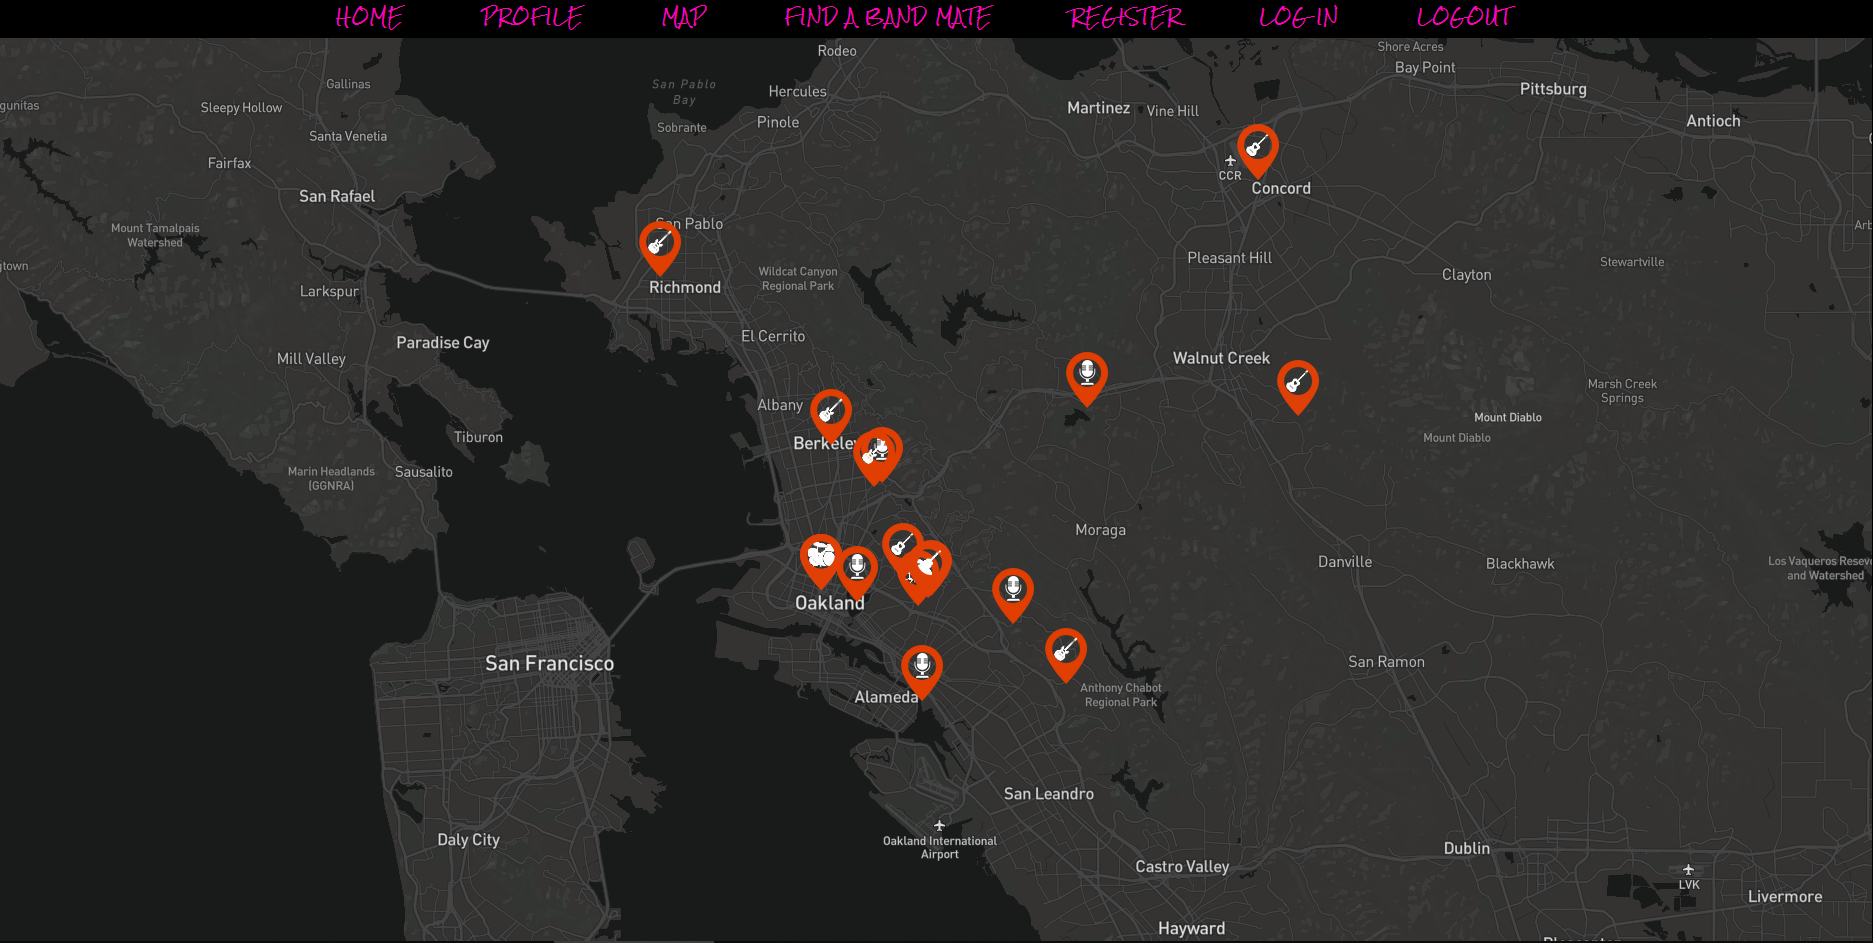 HOME PROFILE MAP FIND A BAND MATE REGISTER LOG-IN LOGOUT
Shore Acres
Rodeo
Bay Point
Gallinas
San Pablo
Bay
Hercules
Pittsburg
gunitas
Sleepy Hollow
Martinez
Vine Hill
Antioch
Pinole
Sobrante
Santa Venetia
Fairfax
CCR
Concord
San Rafael
San Pablo
Mount Tamalpais
Watershed
Pleasant Hill
Stewartville
gtown
Wildcat Canyon
Regional Park
Clayton
Richmond
Larkspur
El Cerrito
Paradise Cay
Mill Valley
Walnut Creek
Marsh Creek
Springs
Albany
Mount Diablo
Tiburon
Mount Diablo
Berkeley
Marin Headlands
(GGNRA)
Sausalito
Moraga
Danville
Blackhawk
Los Vaqueros Reserv
and Watershed
Oakland
San Francisco
San Ramon
Alameda
Anthony Chabot
Regional Park
San Leandro
Daly City
Oakland International
Airport
Dublin
Castro Valley
LVK
Livermore
Hayward